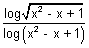 log√(x² - x + 1)
log(x² - x + 1)